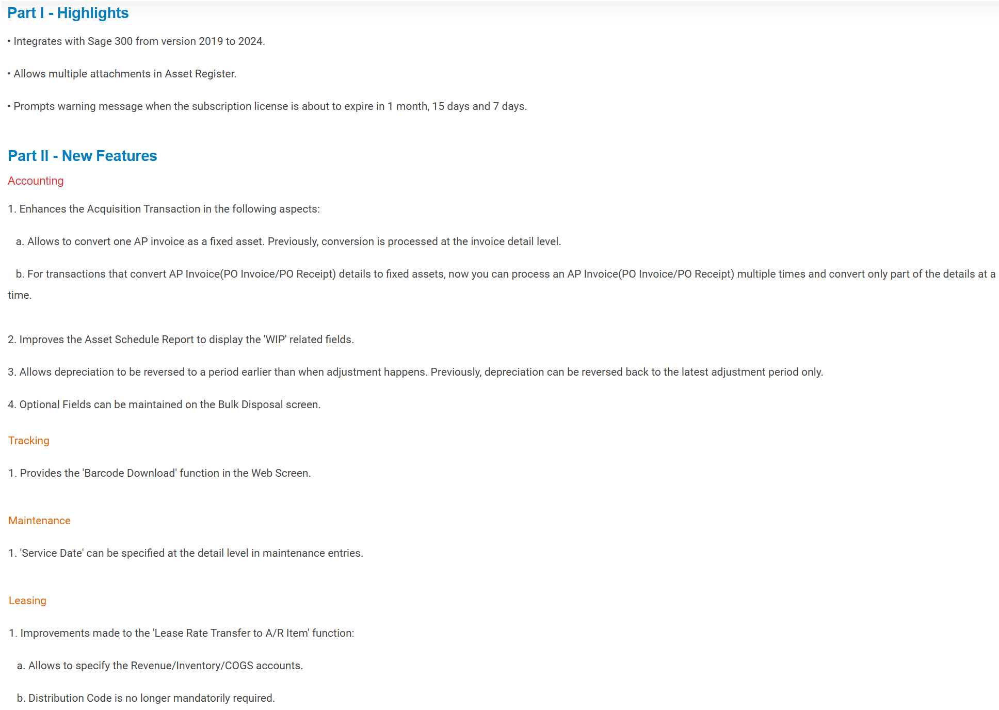 Part I - Highlights
• Integrates with Sage 300 from version 2019 to 2024.
• Allows multiple attachments in Asset Register.
• Prompts warning message when the subscription license is about to expire in 1 month, 15 days and 7 days.
Part II - New Features
Accounting
1. Enhances the Acquisition Transaction in the following aspects:
a. Allows to convert one AP invoice as a fixed asset. Previously, conversion is processed at the invoice detail level.
b. For transactions that convert AP Invoice(PO Invoice/PO Receipt) details to fixed assets, now you can process an AP Invoice(PO Invoice/PO Receipt) multiple times and convert only part of the details at a
time.
2. Improves the Asset Schedule Report to display the 'WIP' related fields.
3. Allows depreciation to be reversed to a period earlier than when adjustment happens. Previously, depreciation can be reversed back to the latest adjustment period only.
4. Optional Fields can be maintained on the Bulk Disposal screen.
Tracking
1. Provides the 'Barcode Download' function in the Web Screen.
Maintenance
1. 'Service Date' can be specified at the detail level in maintenance entries.
Leasing
1. Improvements made to the 'Lease Rate Transfer to A/R Item' function:
a. Allows to specify the Revenue/Inventory/COGS accounts.
b. Distribution Code is no longer mandatorily required.